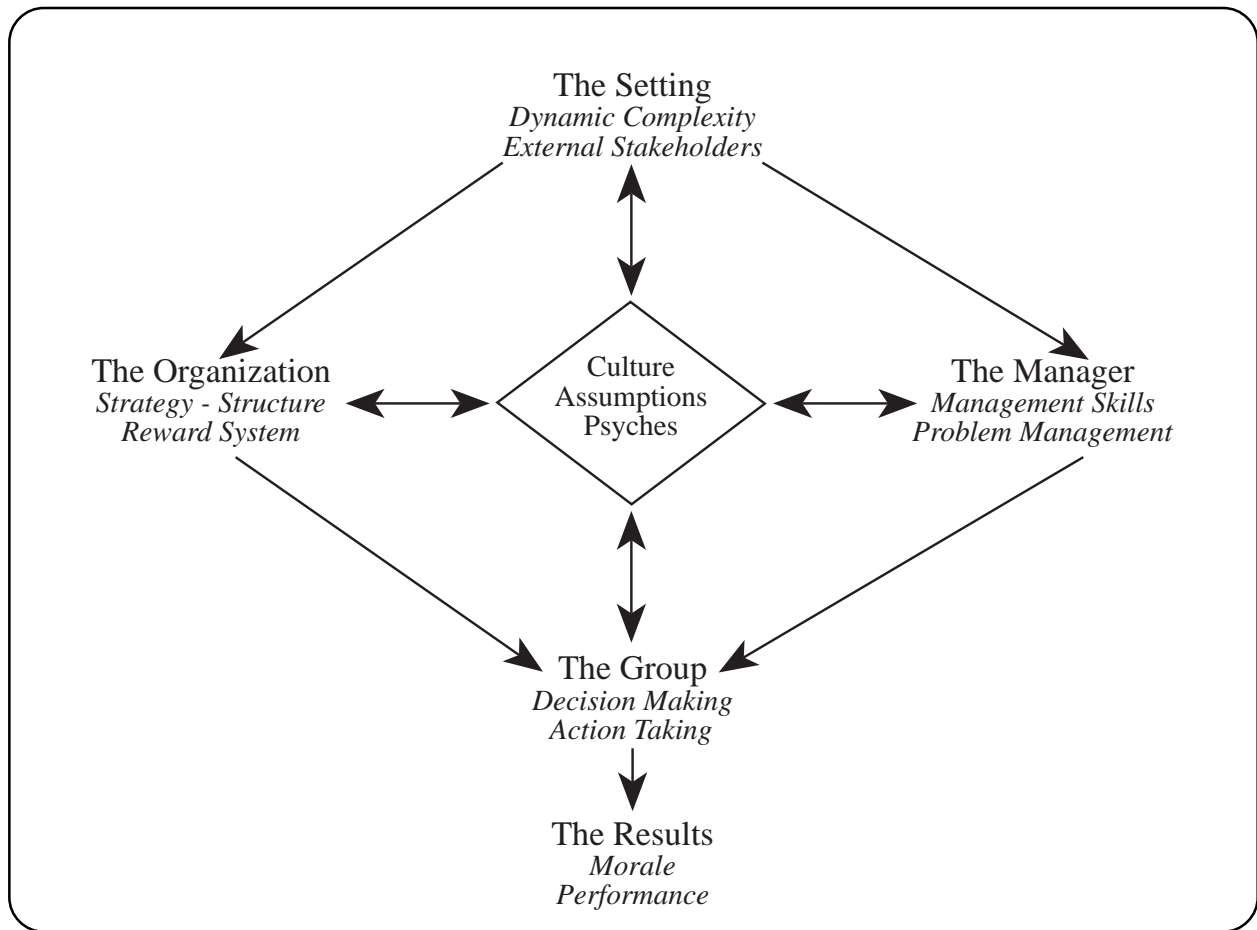 The Setting
Dynamic Complexity
External Stakeholders
The Organization
Strategy - Structure
Reward System
Culture
Assumptions
Psyches
The Manager
Management Skills
Problem Management
The Group
Decision Making
Action Taking
The Results
Morale
Performance